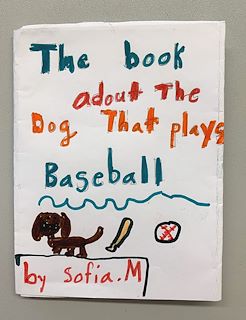 The book
adout The
Dog That plays
Baseball
by Sofia.M